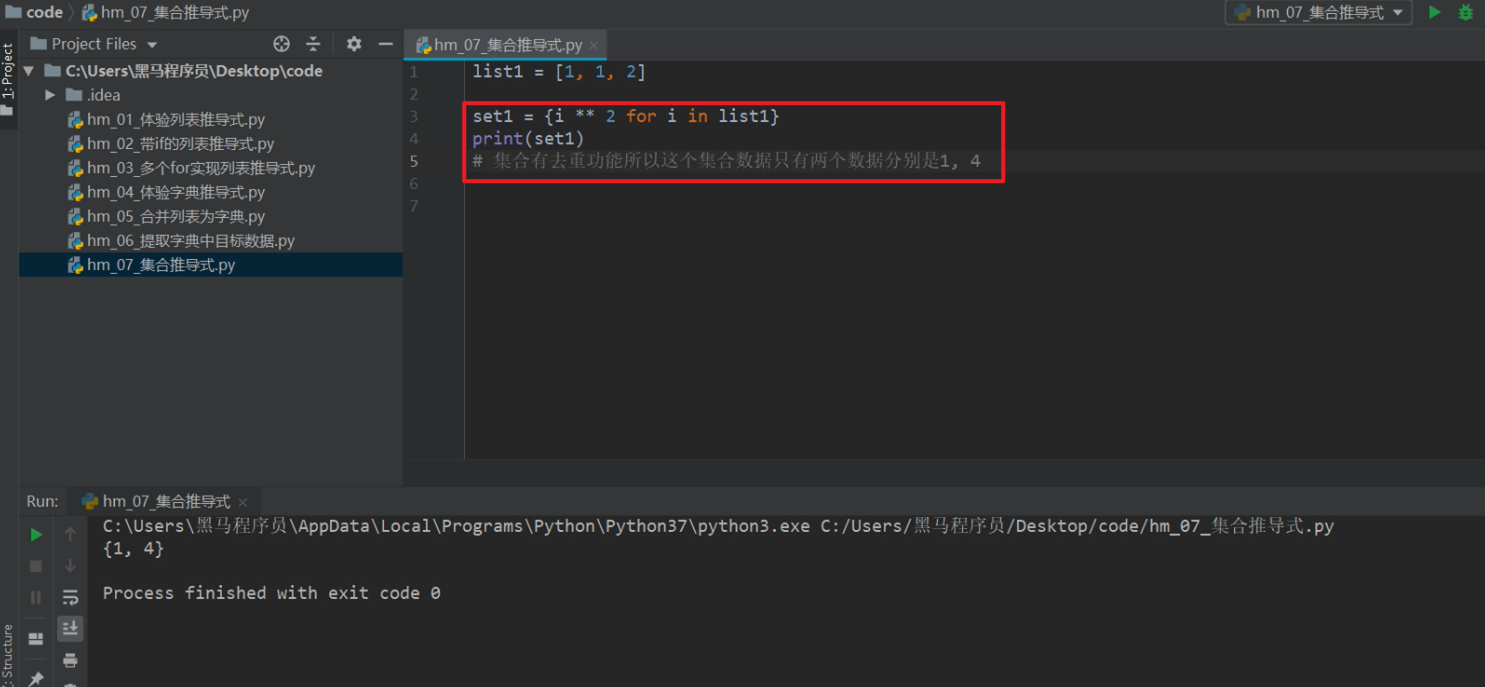 code hm_07_集合推导式.py hm_07_集合推导式
1: Project
Project Files
C:\Users\黑马程序员\Desktop\code
.idea
hm_01_体验列表推导式.py
hm_02_带if的列表推导式.py
hm_03_多个for实现列表推导式.py
hm_04_体验字典推导式.py
hm_05_合并列表为字典.py
hm_06_提取字典中目标数据.py
hm_07_集合推导式.py
hm_07_集合推导式.py
1 list1 = [1, 1, 2]
2
3 set1 = {i ** 2 for i in list1}
4 print(set1)
5 # 集合有去重功能所以这个集合数据只有两个数据分别是1, 4
6
7
Run: hm_07_集合推导式
C:\Users\黑马程序员\AppData\Local\Programs\Python\Python37\python3.exe C:/Users/黑马程序员/Desktop/code/hm_07_集合推导式.py
{1, 4}
Process finished with exit code 0
Structure